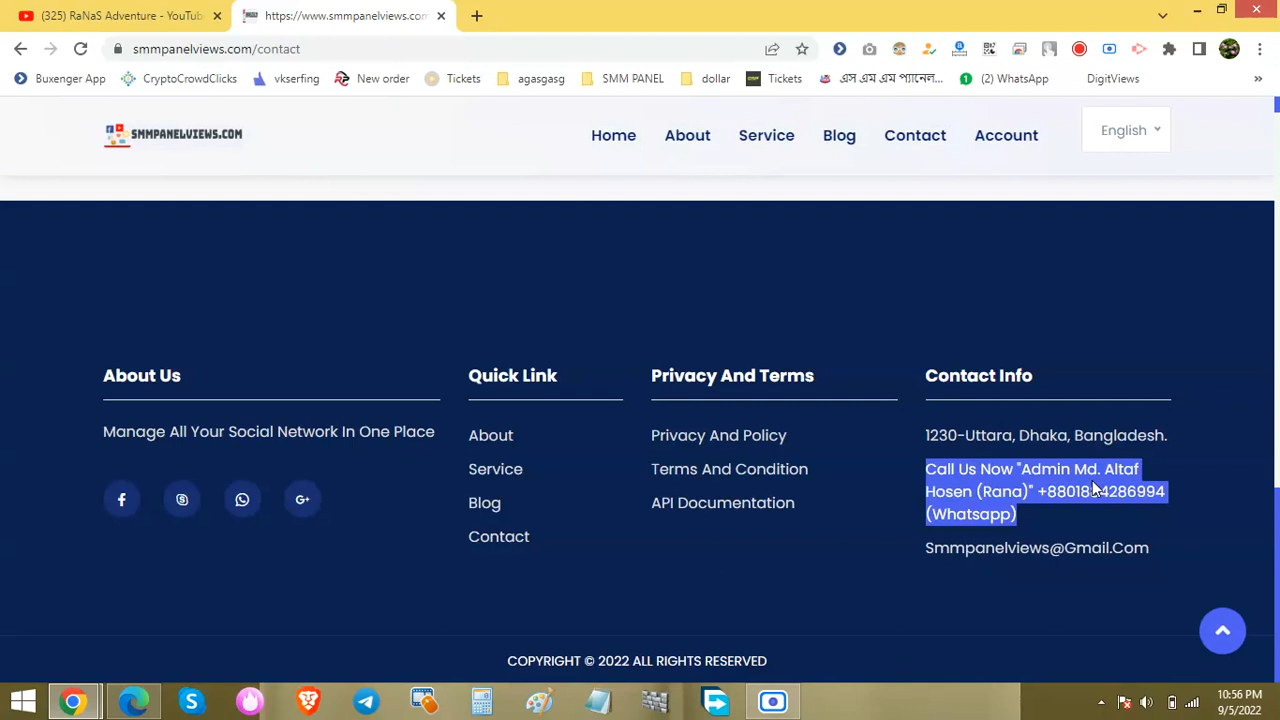 (325) RaNaS Adventure - YouTub
https://www.smmpanelviews.com
smmpanelviews.com/contact
Buxenger App
CryptoCrowdClicks
vkserfing
New order
Tickets
agasgasg
SMM PANEL
dollar
Tickets
এস এম এম প্যানেল...
(2) WhatsApp
DigitViews
»
SMMPANELVIEWS.COM
Home
About
Service
Blog
Contact
Account
English
About Us
Manage All Your Social Network In One Place
Quick Link
About
Service
Blog
Contact
Privacy And Terms
Privacy And Policy
Terms And Condition
API Documentation
Contact Info
1230-Uttara, Dhaka, Bangladesh.
Call Us Now "Admin Md. Altaf
Hosen (Rana)"
(Whatsapp)
Smmpanelviews@Gmail.Com
COPYRIGHT © 2022 ALL RIGHTS RESERVED
10:56 PM
9/5/2022